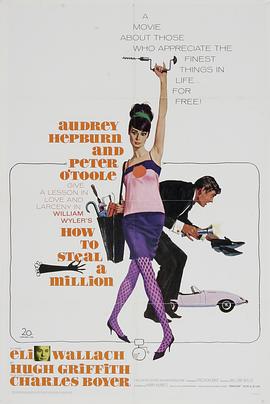 A
MOVIE
ABOUT THOSE
WHO APPRECIATE THE
FINEST
THINGS IN
LIFE...
FOR
FREE!
AUDREY
HEPBURN
AND
PETER
O'TOOLE
GIVE
A LESSON IN
LOVE AND
LARCENY IN
WILLIAM
WYLER'S
HOW
TO
STEAL
A
MILLION
20
ELI WALLACH
HUGH GRIFFITH
CHARLES BOYER